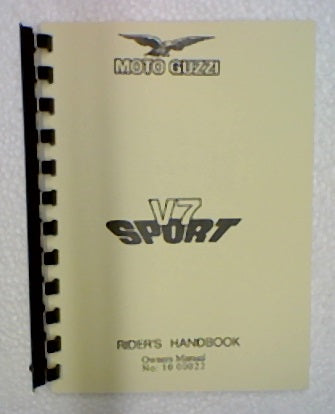 MOTO GUZZI
V7
SPORT
RIDER'S HANDBOOK
Owners Manual
No: 10 00022